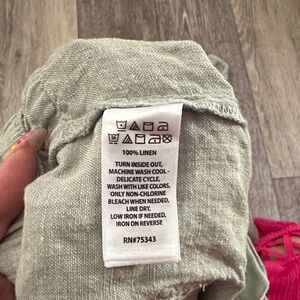 100% LINEN
TURN INSIDE OUT,
MACHINE WASH COOL -
DELICATE CYCLE,
WASH WITH LIKE COLORS,
ONLY NON-CHLORINE
BLEACH WHEN NEEDED,
LINE DRY,
LOW IRON IF NEEDED,
IRON ON REVERSE
RN#75343